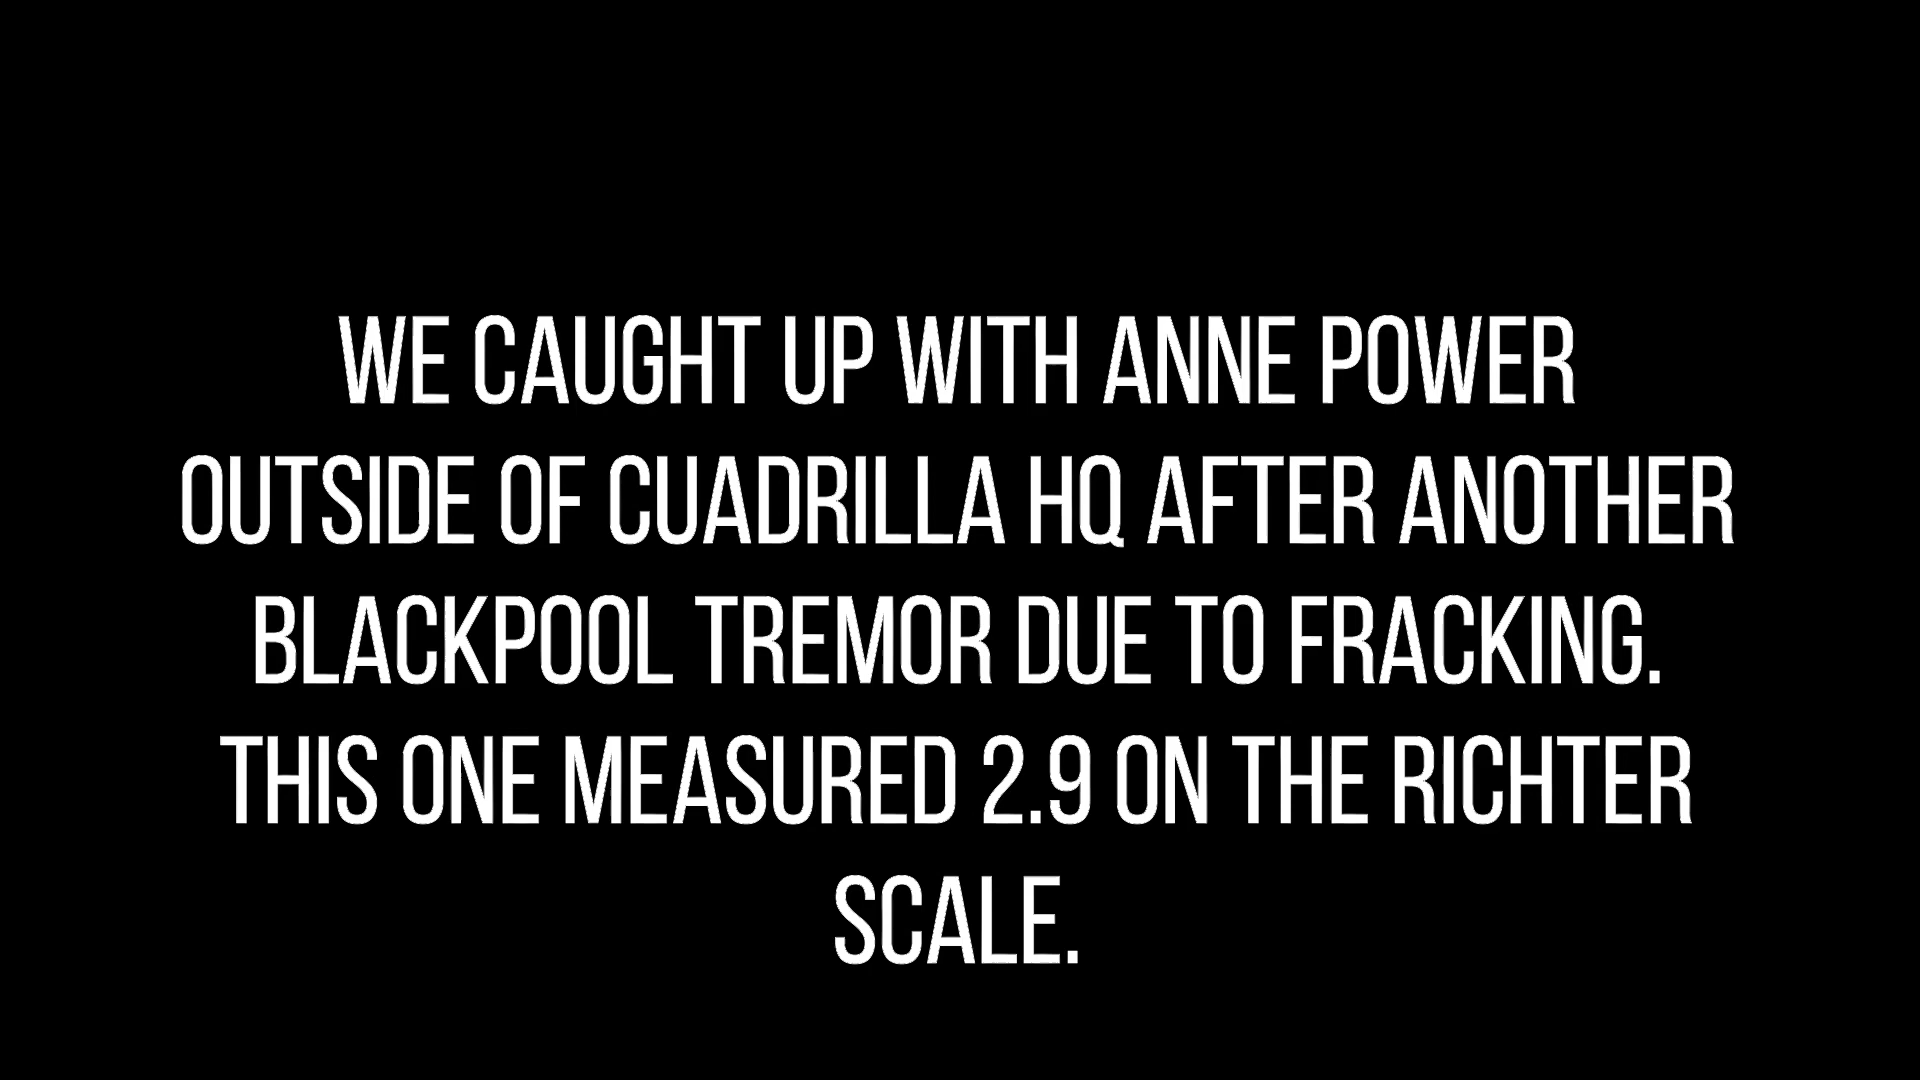 WE CAUGHT UP WITH ANNE POWER
OUTSIDE OF CUADRILLA HQ AFTER ANOTHER
BLACKPOOL TREMOR DUE TO FRACKING.
THIS ONE MEASURED 2.9 ON THE RICHTER
SCALE.